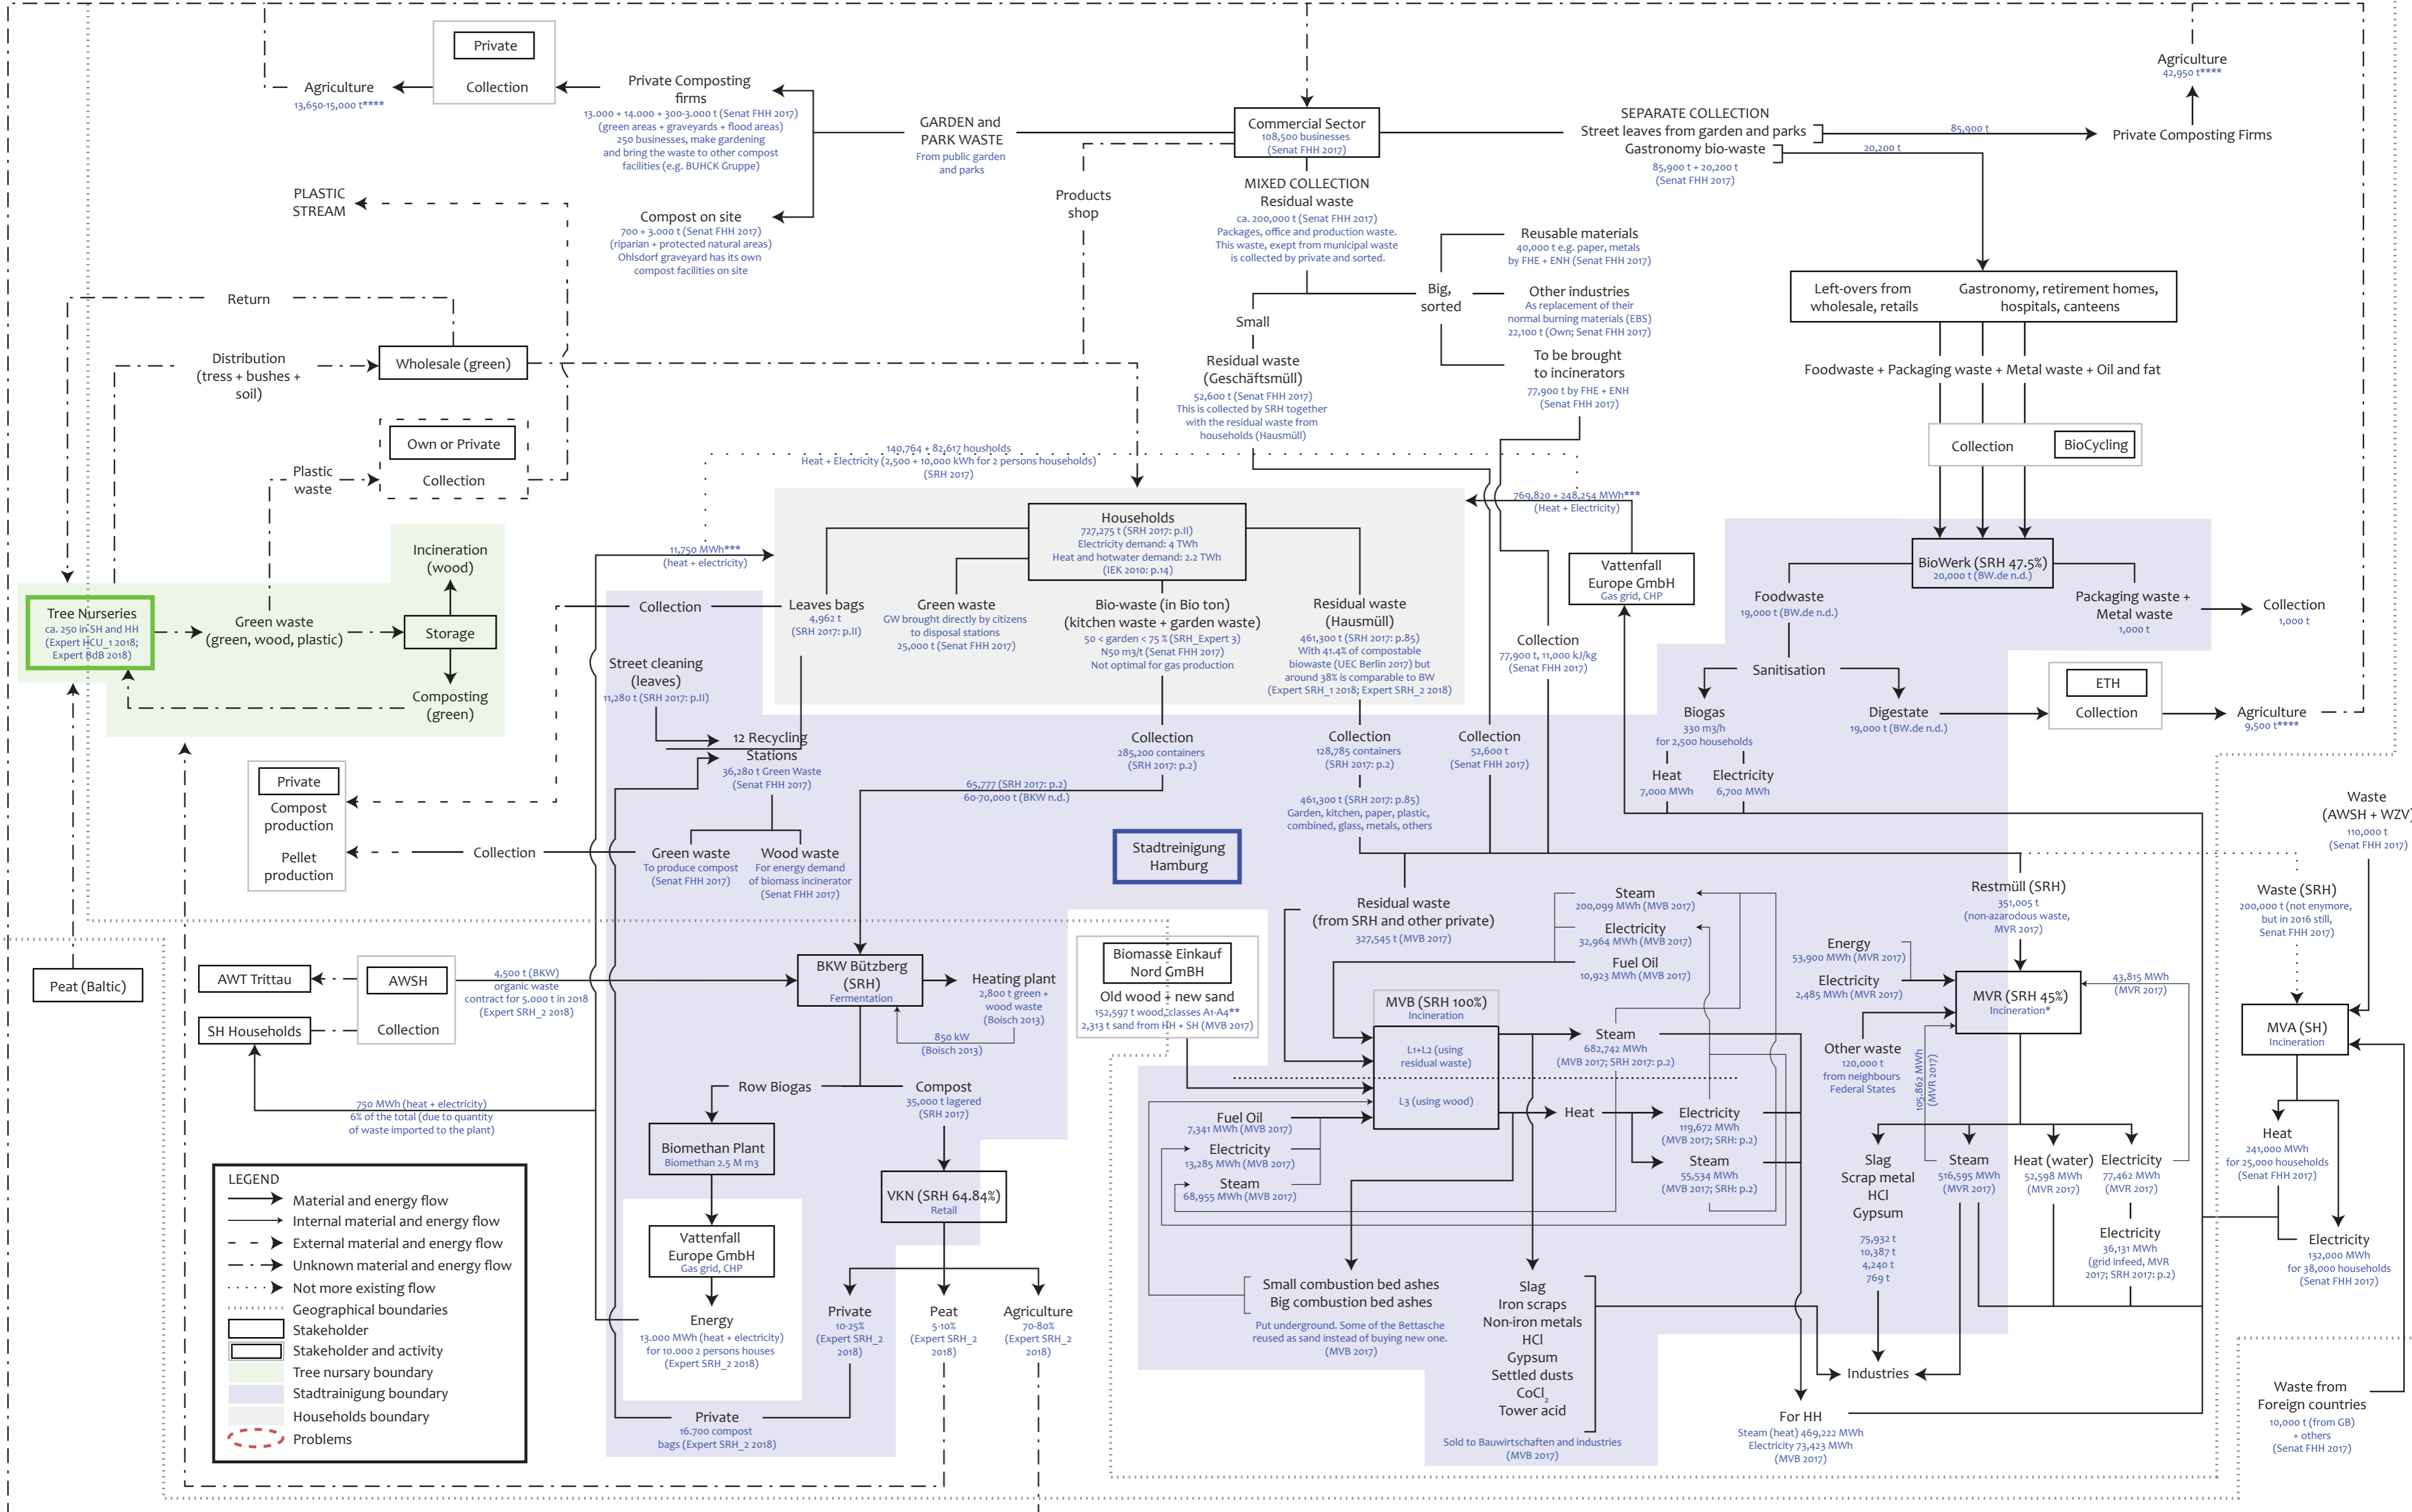 Private
Collection
Agriculture
13,650-15,000 t****
Private Composting
firms
13.000 + 14.000 + 300-3.000 t (Senat FHH 2017)
(green areas + graveyards + flood areas)
250 businesses, make gardening
and bring the waste to other compost
facilities (e.g. BUHCK Gruppe)
Compost on site
700 + 3.000 t (Senat FHH 2017)
(riparian + protected natural areas)
Ohlsdorf graveyard has its own
compost facilities on site
GARDEN and
PARK WASTE
From public garden
and parks
Commercial Sector
108,500 businesses
(Senat FHH 2017)
SEPARATE COLLECTION
Street leaves from garden and parks
Gastronomy bio-waste
85,900 t + 20,200 t
(Senat FHH 2017)
85,900 t
20,200 t
Agriculture
42,950 t****
Private Composting Firms
PLASTIC
STREAM
Products
shop
MIXED COLLECTION
Residual waste
ca. 200,000 t (Senat FHH 2017)
Packages, office and production waste.
This waste, exept from municipal waste
is collected by private and sorted.
Reusable materials
40,000 t e.g. paper, metals
by FHE + ENH (Senat FHH 2017)
Big,
sorted
Other industries
As replacement of their
normal burning materials (EBS)
22,100 t (Own; Senat FHH 2017)
To be brought
to incinerators
77,900 t by FHE + ENH
(Senat FHH 2017)
Small
Residual waste
(Geschäftsmüll)
52,600 t (Senat FHH 2017)
This is collected by SRH together
with the residual waste from
households (Hausmüll)
Left-overs from
wholesale, retails
Gastronomy, retirement homes,
hospitals, canteens
Foodwaste + Packaging waste + Metal waste + Oil and fat
Collection
BioCycling
Return
Distribution
(tress + bushes +
soil)
Wholesale (green)
Own or Private
Collection
Plastic
waste
140,764 + 82,617 housholds
Heat + Electricity (2,500 + 10,000 kWh for 2 persons households)
(SRH 2017)
769,820 + 248,254 MWh***
(Heat + Electricity)
11,750 MWh***
(heat + electricity)
Households
727,275 t (SRH 2017: p.II)
Electricity demand: 4 TWh
Heat and hotwater demand: 2.2 TWh
(IEK 2010: p.14)
Vattenfall
Europe GmbH
Gas grid, CHP
BioWerk (SRH 47.5%)
20,000 t (BW.de n.d.)
Incineration
(wood)
Tree Nurseries
ca. 250 in SH and HH
(Expert HCU_1 2018;
Expert BdB 2018)
Green waste
(green, wood, plastic)
Storage
Composting
(green)
Collection
Leaves bags
4,962 t
(SRH 2017: p.II)
Green waste
GW brought directly by citizens
to disposal stations
25,000 t (Senat FHH 2017)
Bio-waste (in Bio ton)
(kitchen waste + garden waste)
50 < garden < 75 % (SRH_Expert 3)
N50 m3/t (Senat FHH 2017)
Not optimal for gas production
Residual waste
(Hausmüll)
461,300 t (SRH 2017: p.85)
With 41.4% of compostable
biowaste (UEC Berlin 2017) but
around 38% is comparable to BW
(Expert SRH_1 2018; Expert SRH_2 2018)
Collection
77,900 t, 11,000 kJ/kg
(Senat FHH 2017)
Foodwaste
19,000 t (BW.de n.d.)
Packaging waste +
Metal waste
1,000 t
Collection
1,000 t
Sanitisation
Street cleaning
(leaves)
11,280 t (SRH 2017: p.II)
Biogas
330 m3/h
for 2,500 households
Digestate
19,000 t (BW.de n.d.)
ETH
Collection
Agriculture
9,500 t****
Heat
7,000 MWh
Electricity
6,700 MWh
12 Recycling
Stations
36,280 t Green Waste
(Senat FHH 2017)
Collection
285,200 containers
(SRH 2017: p.2)
Collection
128,785 containers
(SRH 2017: p.2)
Collection
52,600 t
(Senat FHH 2017)
65,777 (SRH 2017: p.2)
60-70,000 t (BKW n.d.)
461,300 t (SRH 2017: p.85)
Garden, kitchen, paper, plastic,
combined, glass, metals, others
Private
Compost
production
Pellet
production
Collection
Green waste
To produce compost
(Senat FHH 2017)
Wood waste
For energy demand
of biomass incinerator
(Senat FHH 2017)
Stadtreinigung
Hamburg
Waste
(AWSH + WZV)
110,000 t
(Senat FHH 2017)
Residual waste
(from SRH and other private)
327,545 t (MVB 2017)
Steam
200,099 MWh (MVB 2017)
Electricity
32,964 MWh (MVB 2017)
Fuel Oil
10,923 MWh (MVB 2017)
Restmüll (SRH)
351,005 t
(non-azarodous waste,
MVR 2017)
Waste (SRH)
200,000 t (not enymore,
but in 2016 still,
Senat FHH 2017)
Energy
53,900 MWh (MVR 2017)
Electricity
2,485 MWh (MVR 2017)
MVR (SRH 45%)
Incineration*
43,815 MWh
(MVR 2017)
Other waste
120,000 t
from neighbours
Federal States
105,862 MWh
(MVR 2017)
MVA (SH)
Incineration
Peat (Baltic)
AWT Trittau
AWSH
Collection
SH Households
4,500 t (BKW)
organic waste
contract for 5.000 t in 2018
(Expert SRH_2 2018)
BKW Bützberg
(SRH)
Fermentation
Heating plant
2,800 t green +
wood waste
(Boisch 2013)
850 kW
(Boisch 2013)
Biomasse Einkauf
Nord GmBH
Old wood + new sand
152,597 t wood, classes A1-A4**
2,313 t sand from HH + SH (MVB 2017)
MVB (SRH 100%)
Incineration
L1+L2 (using
residual waste)
L3 (using wood)
Steam
682,742 MWh
(MVB 2017; SRH 2017: p.2)
Heat
Electricity
119,672 MWh
(MVB 2017; SRH: p.2)
Steam
55,534 MWh
(MVB 2017; SRH: p.2)
Fuel Oil
7,341 MWh (MVB 2017)
Electricity
13,285 MWh (MVB 2017)
Steam
68,955 MWh (MVB 2017)
750 MWh (heat + electricity)
6% of the total (due to quantity
of waste imported to the plant)
Row Biogas
Compost
35,000 t lagered
(SRH 2017)
Biomethan Plant
Biomethan 2.5 M m3
VKN (SRH 64.84%)
Retail
Vattenfall
Europe GmbH
Gas grid, CHP
Energy
13.000 MWh (heat + electricity)
for 10.000 2 persons houses
(Expert SRH_2 2018)
Private
10-25%
(Expert SRH_2
2018)
Peat
5-10%
(Expert SRH_2
2018)
Agriculture
70-80%
(Expert SRH_2
2018)
Private
16.700 compost
bags (Expert SRH_2 2018)
Small combustion bed ashes
Big combustion bed ashes
Put underground. Some of the Bettasche
reused as sand instead of buying new one.
(MVB 2017)
Slag
Iron scraps
Non-iron metals
HCl
Gypsum
Settled dusts
CoCl2
Tower acid
Sold to Bauwirtschaften and industries
(MVB 2017)
Slag
Scrap metal
HCl
Gypsum
75,932 t
10,387 t
4,240 t
769 t
Steam
516,595 MWh
(MVR 2017)
Heat (water)
52,598 MWh
(MVR 2017)
Electricity
77,462 MWh
(MVR 2017)
Electricity
36,131 MWh
(grid infeed, MVR
2017; SRH 2017: p.2)
Industries
For HH
Steam (heat) 469,222 MWh
Electricity 73,423 MWh
(MVB 2017)
Heat
241,000 MWh
for 25,000 households
(Senat FHH 2017)
Electricity
132,000 MWh
for 38,000 households
(Senat FHH 2017)
Waste from
Foreign countries
10,000 t (from GB)
+ others
(Senat FHH 2017)
LEGEND
Material and energy flow
Internal material and energy flow
External material and energy flow
Unknown material and energy flow
Not more existing flow
Geographical boundaries
Stakeholder
Stakeholder and activity
Tree nursary boundary
Stadtrainigung boundary
Households boundary
Problems